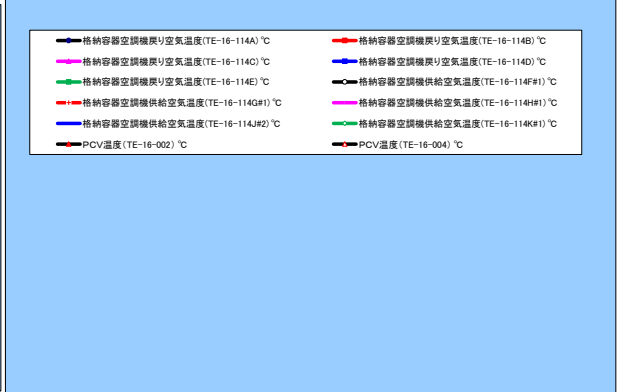 格納容器空調機戻り空気温度(TE-16-114A)℃ 格納容器空調機戻り空気温度(TE-16-114B)℃
格納容器空調機戻り空気温度(TE-16-114C)℃ 格納容器空調機戻り空気温度(TE-16-114D)℃
格納容器空調機戻り空気温度(TE-16-114E)℃ 格納容器空調機供給空気温度(TE-16-114F#1)℃
格納容器空調機供給空気温度(TE-16-114G#1)℃ 格納容器空調機供給空気温度(TE-16-114H#1)℃
格納容器空調機供給空気温度(TE-16-114J#2)℃ 格納容器空調機供給空気温度(TE-16-114K#1)℃
PCV温度(TE-16-002)℃ PCV温度(TE-16-004)℃